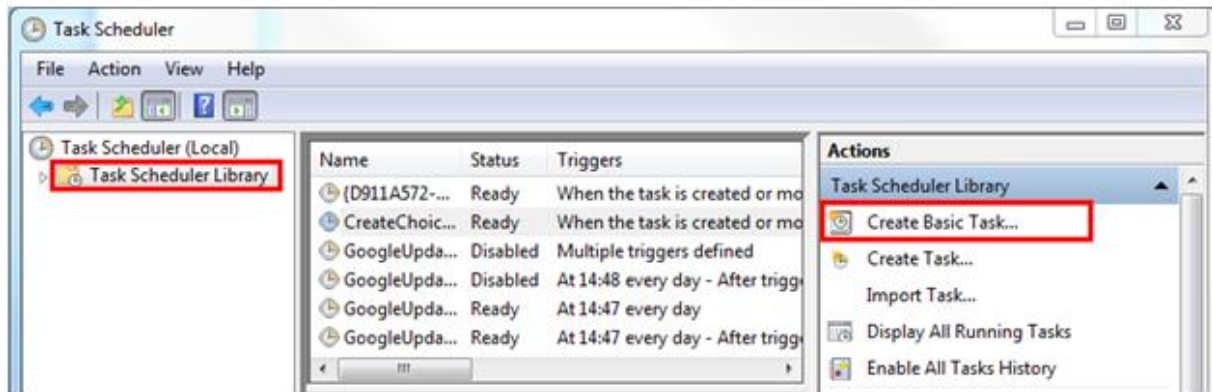 Task Scheduler
File Action View Help
Task Scheduler (Local)
Task Scheduler Library
Name Status Triggers
{D911A572-... Ready When the task is created or mo
CreateChoic... Ready When the task is created or mo
GoogleUpda... Disabled Multiple triggers defined
GoogleUpda... Disabled At 14:48 every day - After trigge
GoogleUpda... Ready At 14:47 every day
GoogleUpda... Ready At 14:47 every day - After trigge
Actions
Task Scheduler Library
Create Basic Task...
Create Task...
Import Task...
Display All Running Tasks
Enable All Tasks History